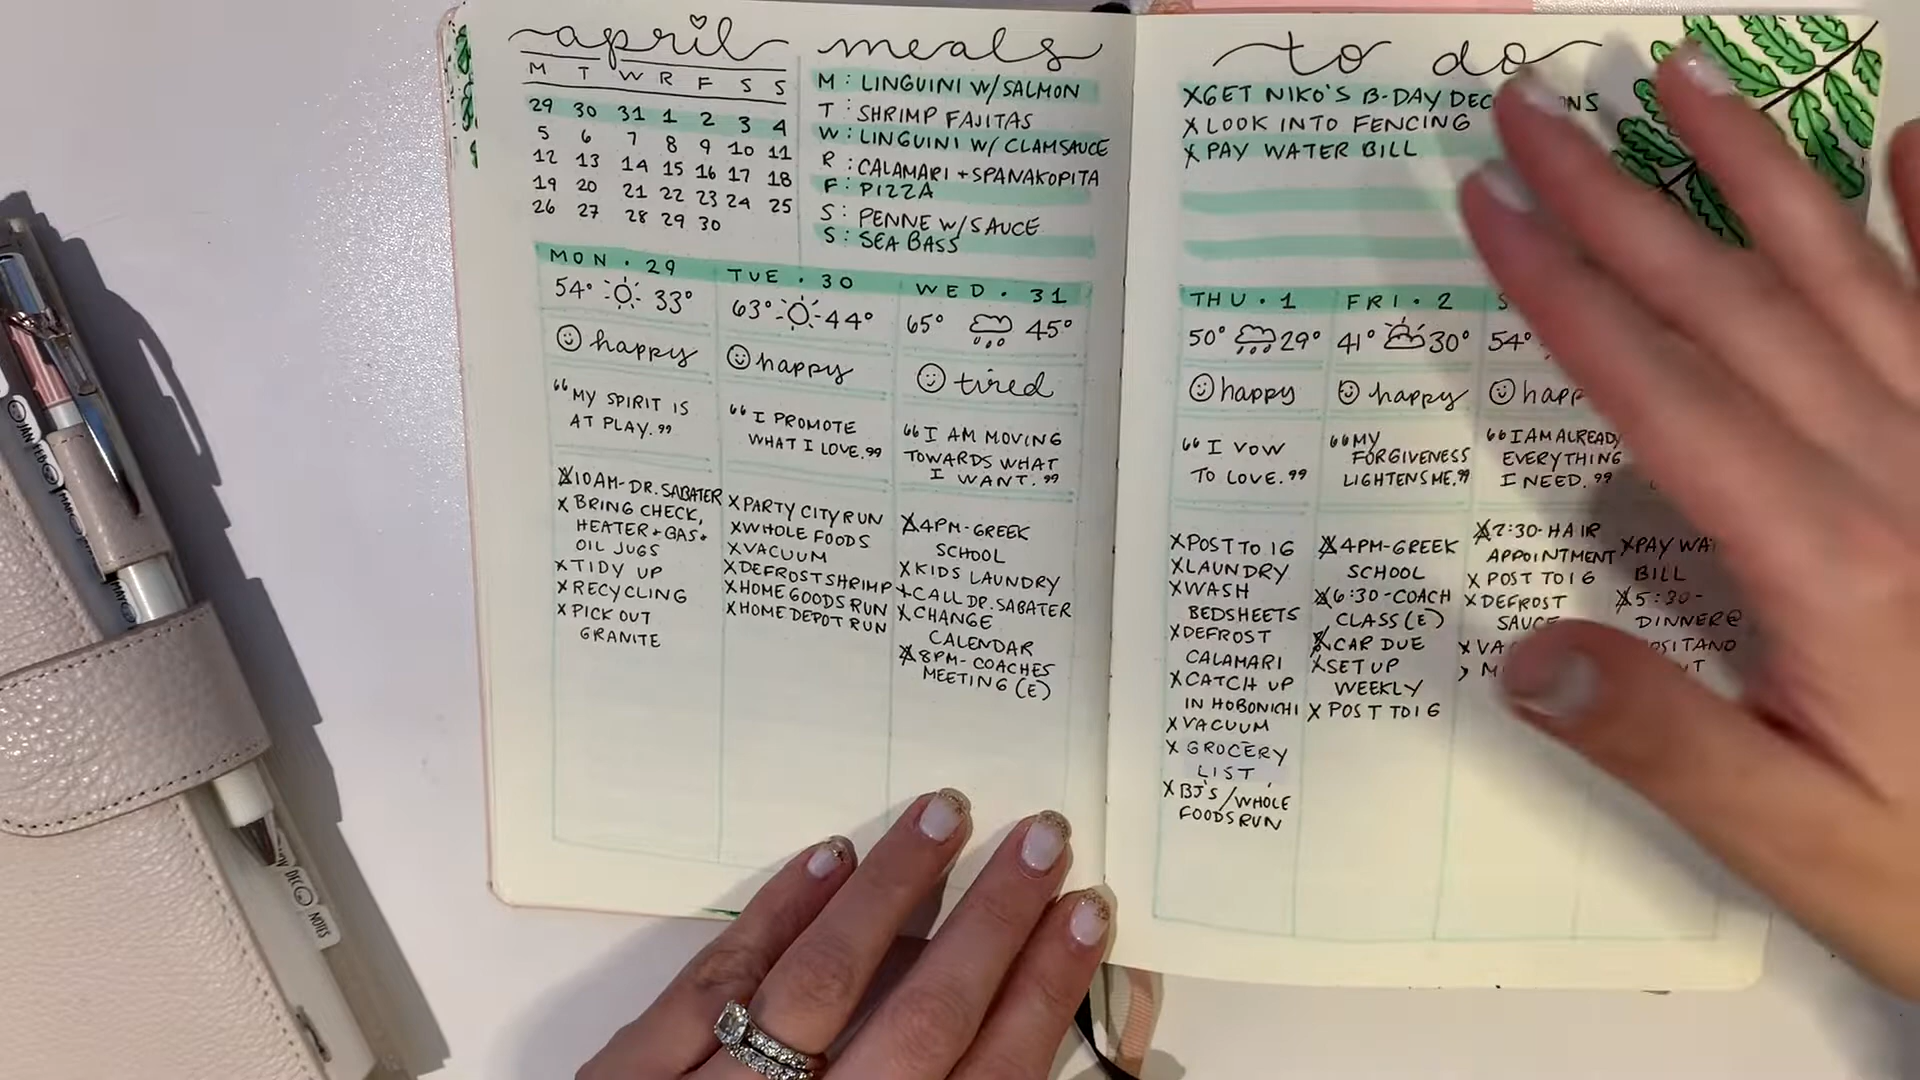 april
M T W R F S S
29 30 31 1 2 3 4
5 6 7 8 9 10 11
12 13 14 15 16 17 18
19 20 21 22 23 24 25
26 27 28 29 30
meals
M: LINGUINI W/ SALMON
T: SHRIMP FAJITAS
W: LINGUINI W/ CLAMSAUCE
R: CALAMARI + SPANAKOPITA
F: PIZZA
S: PENNE W/ SAUCE
S: SEA BASS
MON · 29
54° 33°
happy
"MY SPIRIT IS
AT PLAY."
X 10AM- DR. SABATER
X BRING CHECK,
HEATER + GAS +
OIL JUGS
X TIDY UP
X RECYCLING
X PICK OUT
GRANITE
TUE · 30
63° 44°
happy
"I PROMOTE
WHAT I LOVE."
X PARTY CITY RUN
X WHOLE FOODS
X VACUUM
X DEFROST SHRIMP
X HOME GOODS RUN
X HOME DEPOT RUN
WED · 31
65° 45°
tired
"I AM MOVING
TOWARDS WHAT
I WANT."
X 4PM- GREEK
SCHOOL
X KIDS LAUNDRY
X CALL DR. SABATER
X CHANGE
CALENDAR
X 8PM- COACHES
MEETING (E)
to do
X GET NIKO'S B-DAY
X LOOK INTO FENCING
X PAY WATER BILL
THU · 1
50° 29°
happy
"I VOW
TO LOVE."
X POST TO IG
X LAUNDRY
X WASH
BEDSHEETS
X DEFROST
CALAMARI
X CATCH UP
IN HOBONICHI
X VACUUM
X GROCERY
LIST
X BJ'S/WHOLE
FOODS RUN
FRI · 2
41° 30°
happy
"MY
FORGIVENESS
LIGHTENS ME."
X 4PM- GREEK
SCHOOL
X 6:30- COACH
CLASS (E)
X CAR DUE
X SET UP
WEEKLY
X POST TO IG
54°
"I AM ALREADY
EVERYTHING
I NEED."
X 2:30- HAIR
APPOINTMENT
X POST TO IG
X DEFROST
SAUCE
X PAY
BILL
X 5:30-
DINNER @
JAN
FEB
MAR
MAY
DEC
NOTES